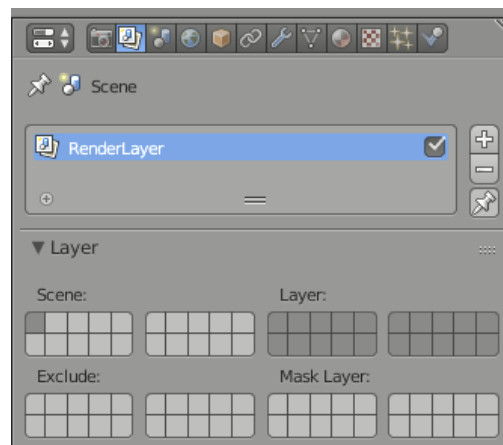 Scene
RenderLayer
Layer
Scene: Layer:
Exclude: Mask Layer: